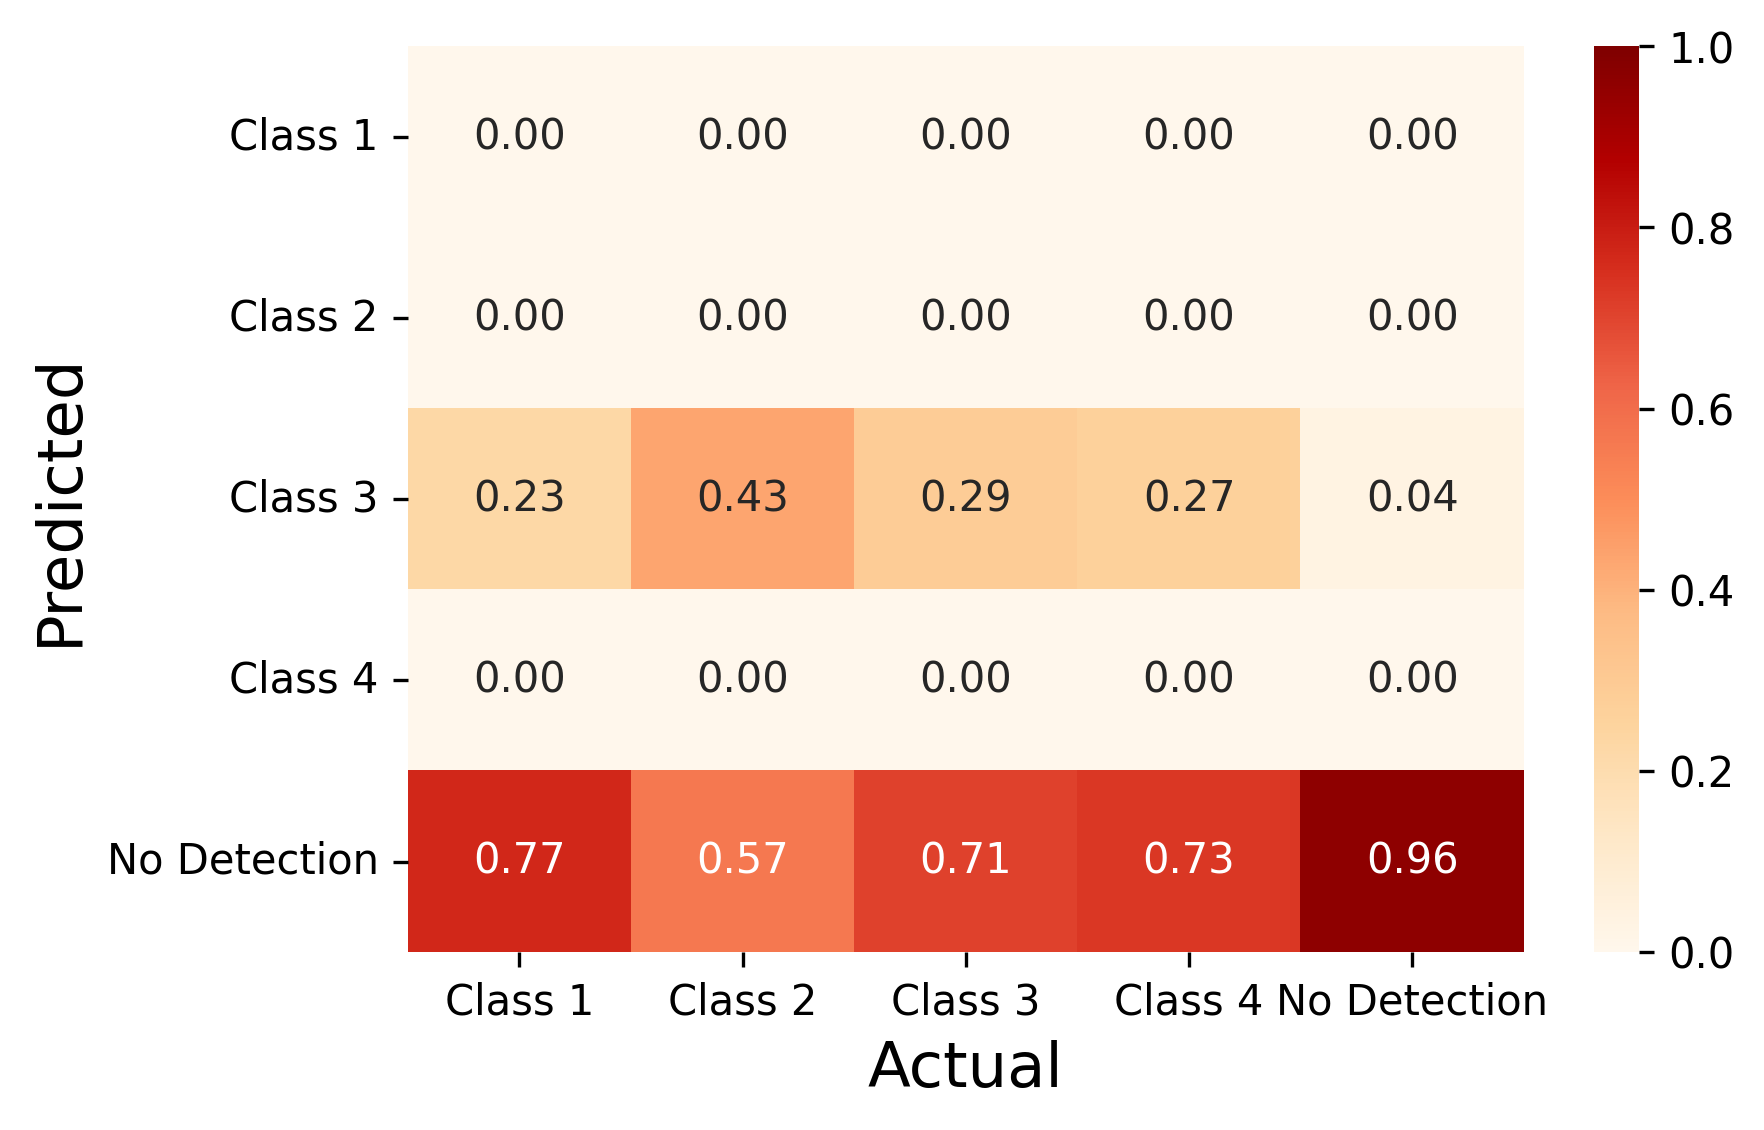 Predicted
Class 1 0.00 0.00 0.00 0.00 0.00
Class 2 0.00 0.00 0.00 0.00 0.00
Class 3 0.23 0.43 0.29 0.27 0.04
Class 4 0.00 0.00 0.00 0.00 0.00
No Detection 0.77 0.57 0.71 0.73 0.96
Class 1 Class 2 Class 3 Class 4 No Detection
Actual
1.0
0.8
0.6
0.4
0.2
0.0